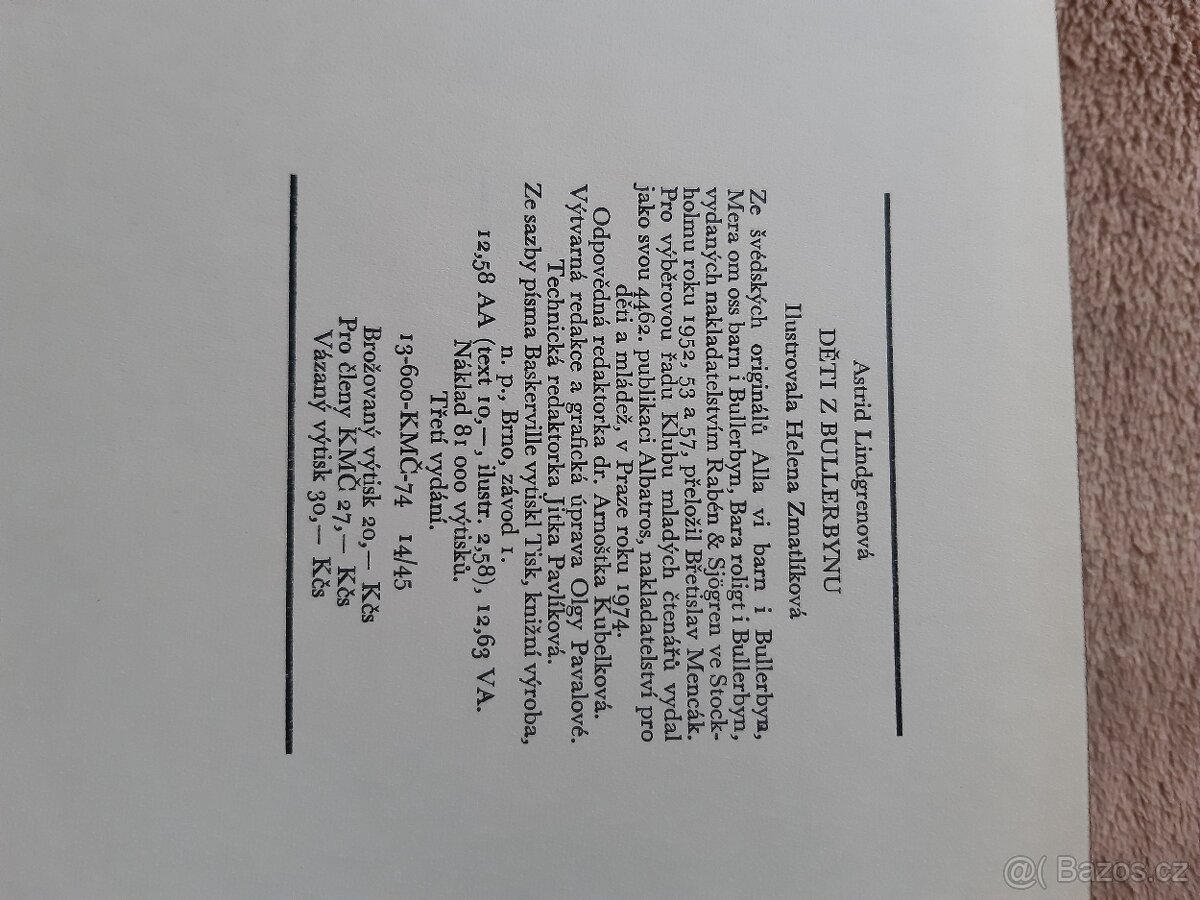 Astrid Lindgrenová
DĚTI Z BULLERBYNU
Ilustrovala Helena Zmatlíková
Ze švédských originálů Alla vi barn i Bullerbyn,
Mera om oss barn i Bullerbyn, Bara roligt i Bullerbyn,
vydaných nakladatelstvím Rabén & Sjögren ve Stock-
holmu roku 1952, 53 a 57, přeložil Břetislav Mencák.
Pro výběrovou řadu Klubu mladých čtenářů vydal
jako svou 4462. publikaci Albatros, nakladatelství pro
děti a mládež, v Praze roku 1974.
Odpovědná redaktorka dr. Arnoštka Kubelková.
Výtvarná redakce a grafická úprava Olgy Pavalové.
Technická redaktorka Jitka Pavlíková.
Ze sazby písma Baskerville vytiskl Tisk, knižní výroba,
n. p., Brno, závod 1.
12,58 AA (text 10,—, ilustr. 2,58), 12,63 VA.
Náklad 81 000 výtisků.
Třetí vydání.
13-600-KMČ-74 14/45
Brožovaný výtisk 20,— Kčs
Pro členy KMČ 27,— Kčs
Vázaný výtisk 30,— Kčs
@( Bazos.cz